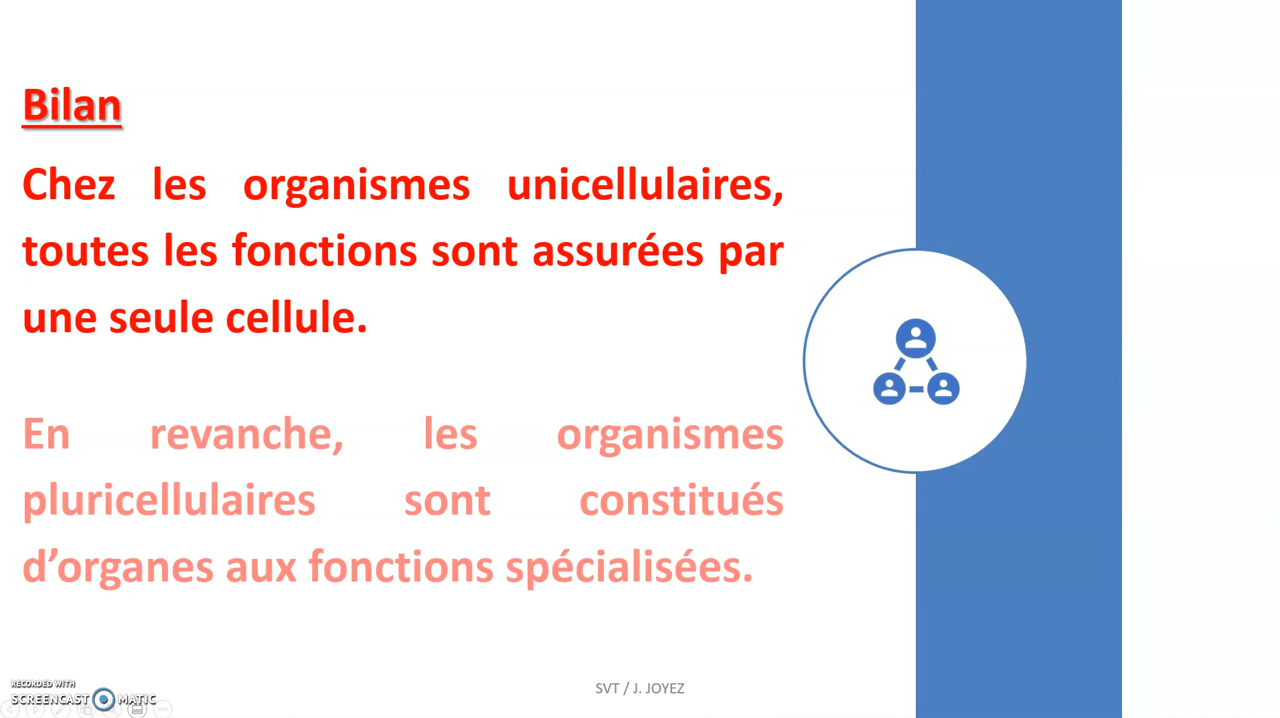 Bilan
Chez les organismes unicellulaires,
toutes les fonctions sont assurées par
une seule cellule.
En revanche, les organismes
pluricellulaires sont constitués
d’organes aux fonctions spécialisées.
SVT / J. JOYEZ
RECORDED WITH
SCREENCAST MATIC